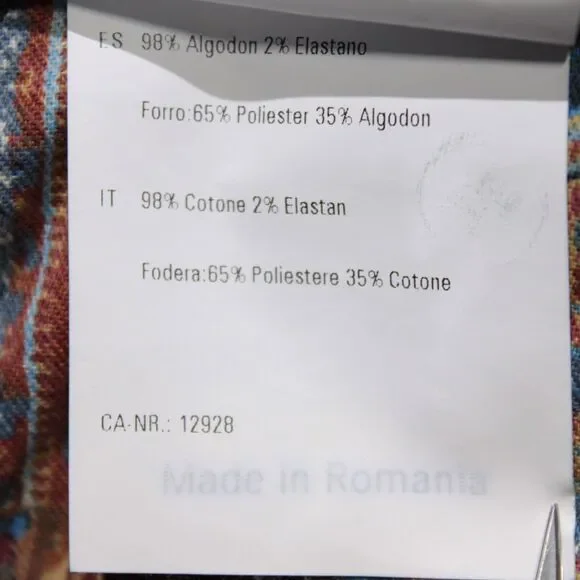 ES 98% Algodon 2% Elastano
Forro:65% Poliester 35% Algodon
IT 98% Cotone 2% Elastan
Fodera:65% Poliestere 35% Cotone
CA-NR.: 12928
Made in Romania